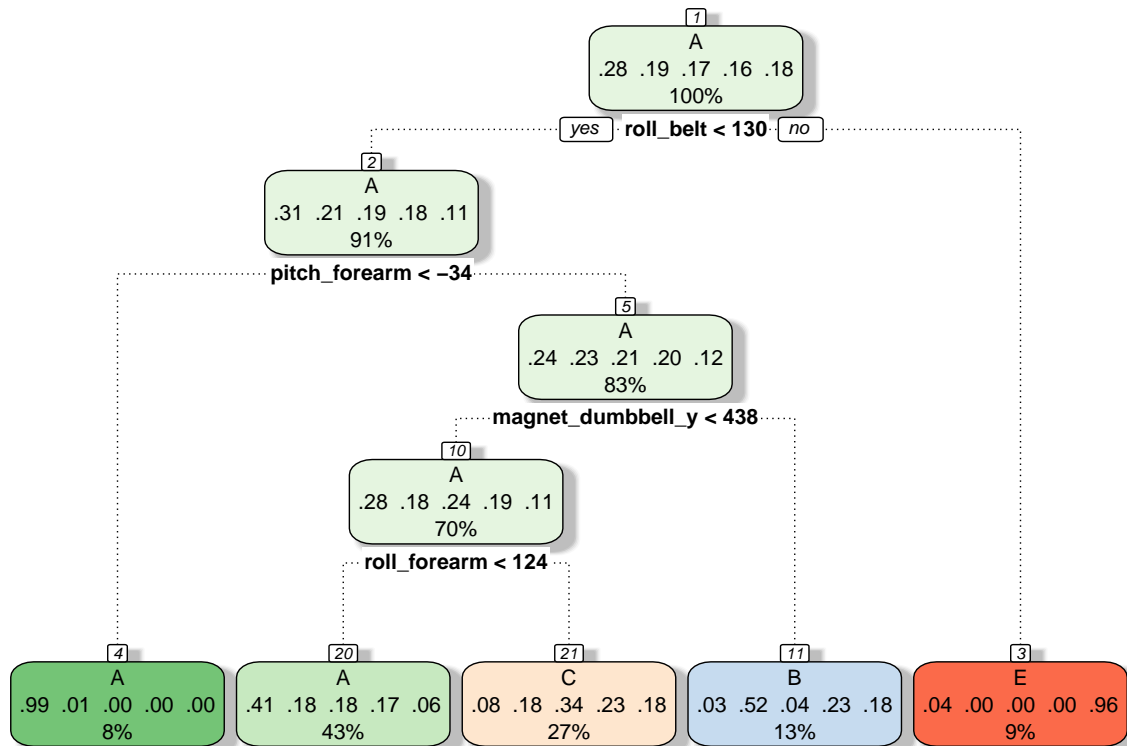 1
A
.28 .19 .17 .16 .18
100%
yes roll_belt < 130 no
2
A
.31 .21 .19 .18 .11
91%
pitch_forearm < −34
5
A
.24 .23 .21 .20 .12
83%
magnet_dumbbell_y < 438
10
A
.28 .18 .24 .19 .11
70%
roll_forearm < 124
4
A
.99 .01 .00 .00 .00
8%
20
A
.41 .18 .18 .17 .06
43%
21
C
.08 .18 .34 .23 .18
27%
11
B
.03 .52 .04 .23 .18
13%
3
E
.04 .00 .00 .00 .96
9%